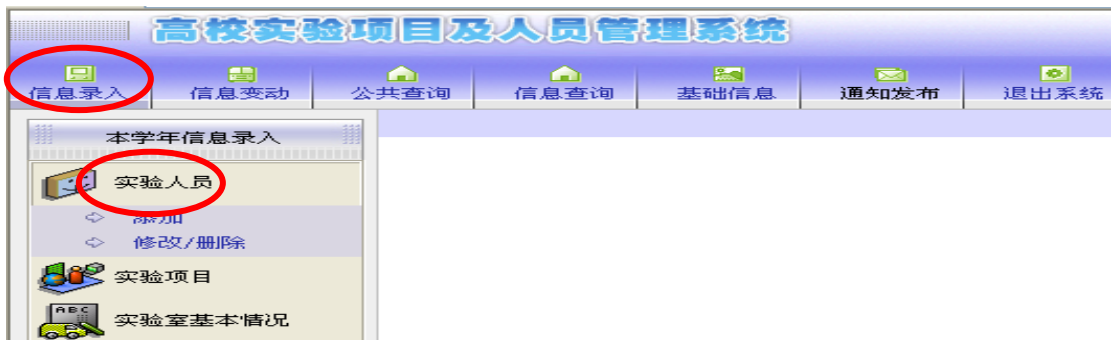 高校实验项目及人员管理系统
信息录入 信息变动 公共查询 信息查询 基础信息 通知发布 退出系统
本学年信息录入
实验人员
添加
修改/删除
实验项目
ABC
实验室基本情况